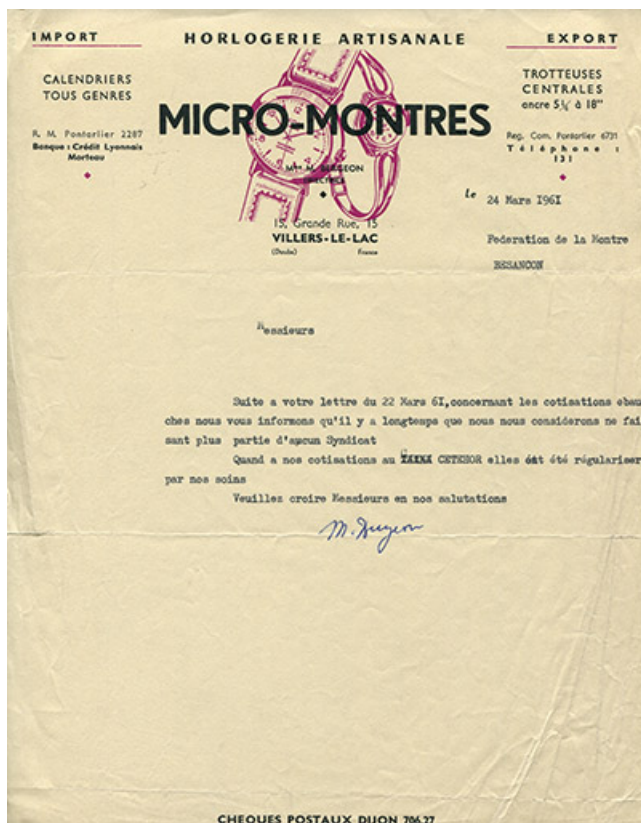 IMPORT
HORLOGERIE ARTISANALE
EXPORT
CALENDRIERS
TOUS GENRES
R. M. Pontarlier 2287
Banque : Crédit Lyonnais
Morteau
MICRO-MONTRES
TROTTEUSES
CENTRALES
ancre 5¼ à 18'''
Reg. Com. Pontarlier 6731
Téléphone :
131
M.
15, Grande Rue, 15
VILLERS-LE-LAC
(Doubs) France
Le 24 Mars 1961
Federation de la Montre
BESANCON
Messieurs
Suite a votre lettre du 22 Mars 61,concernant les cotisations ebau
ches nous vous informons qu'il y a longtemps que nous nous considerons ne fai
sant plus partie d'aucun Syndicat
Quand a nos cotisations au CETEHOR elles ont été régulariser
par nos soins
Veuillez croire Messieurs en nos salutations
CHEQUES POSTAUX DIJON 706.27